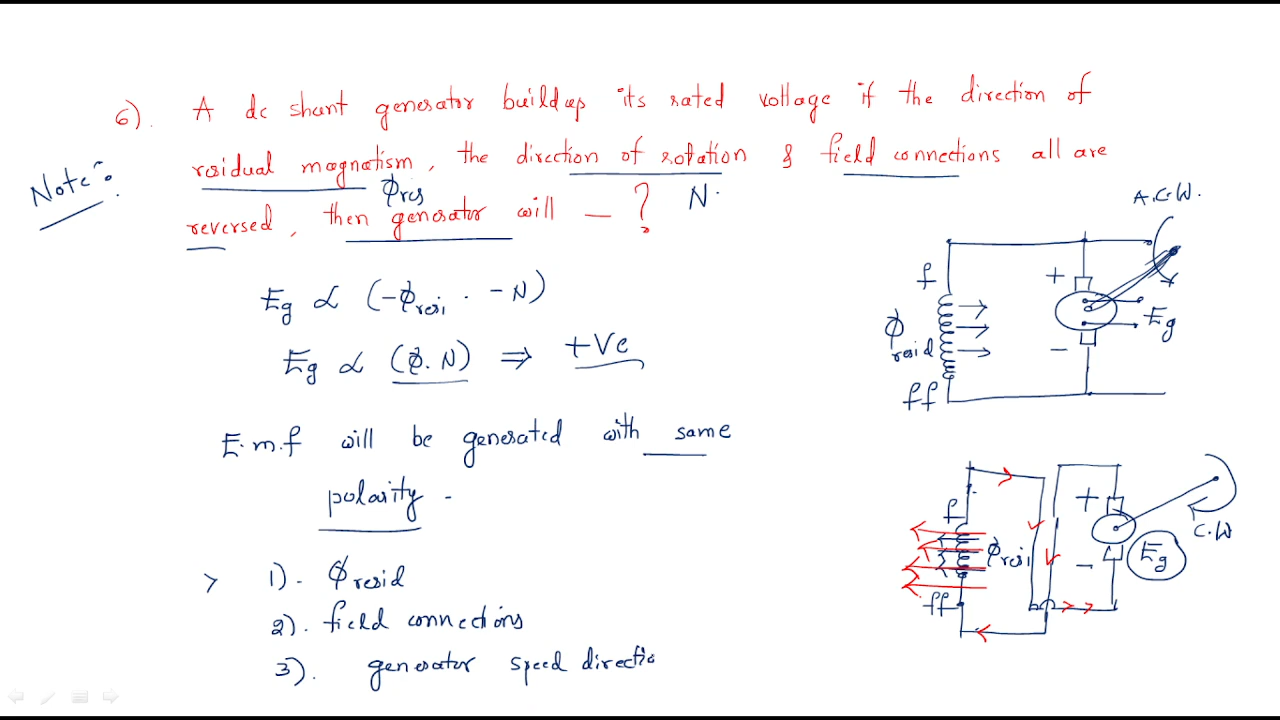 6). A dc shunt generator buildup its rated voltage if the direction of
residual magnatism, the direction of rotation & field connections all are
reversed, then generator will — ?
Note:
ϕres
N.
Eg ∝ (-ϕresi . -N)
Eg ∝ (ϕ. N) ⇒ +Ve
E.m.f will be generated with same
polarity -
> 1). ϕresid
2). field connections
3). generator speed directio
A.C.W.
f
+
ϕresid
Eg
-
ff
f
+
ϕresi
Eg
C.W
-
ff